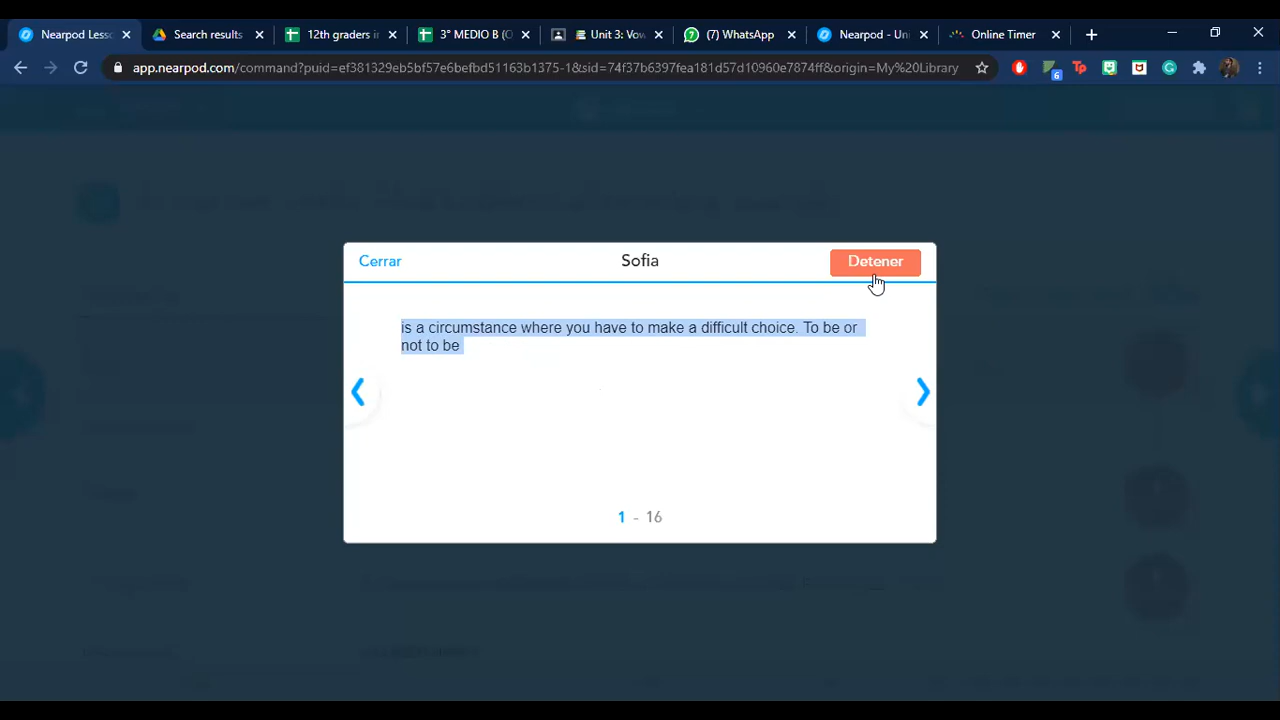 Nearpod Less
Search results
12th graders i
3° MEDIO B (O
Unit 3: Vow
(7) WhatsApp
Nearpod - Un
Online Timer
app.nearpod.com/command?puid=ef381329eb5bf57e6befbd51163b1375-1&sid=74f37b6397fea181d57d10960e7874ff&origin=My%20Library
6
Cerrar
Sofia
Detener
is a circumstance where you have to make a difficult choice. To be or
not to be
1 - 16